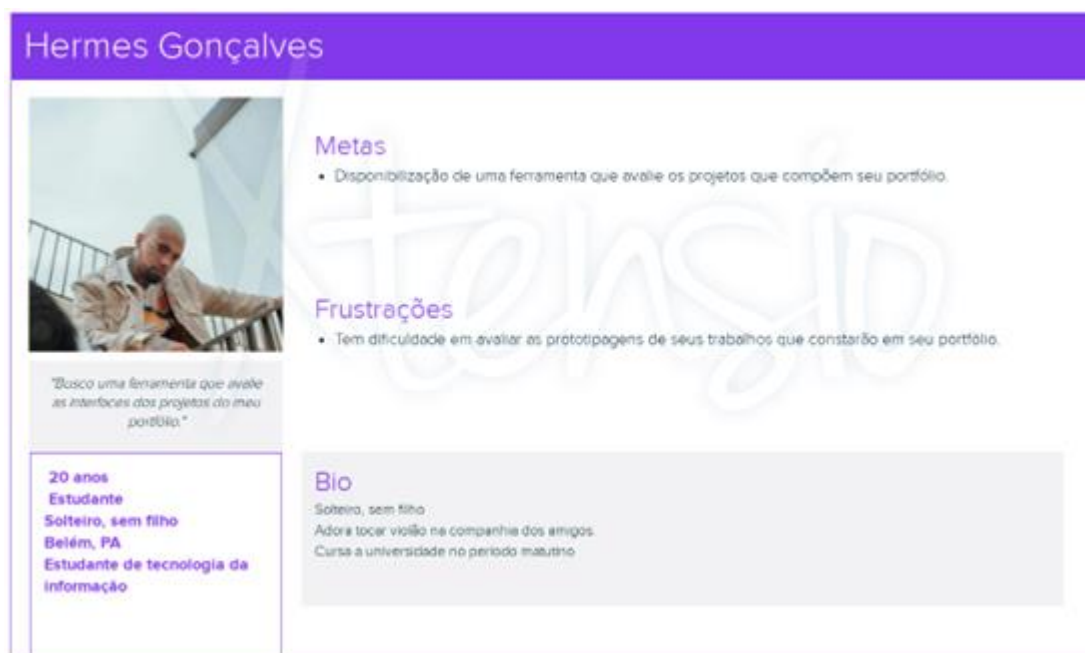 Hermes Gonçalves
Metas
• Disponibilização de uma ferramenta que avalie os projetos que compõem seu portfólio.
Frustrações
• Tem dificuldade em avaliar as prototipagens de seus trabalhos que constarão em seu portfólio.
"Busco uma ferramenta que avalie
as interfaces dos projetos do meu
portfólio."
20 anos
Estudante
Solteiro, sem filho
Belém, PA
Estudante de tecnologia da
informação
Bio
Solteiro, sem filho
Adora tocar violão na companhia dos amigos
Cursa a universidade no período matutino
Xtensio